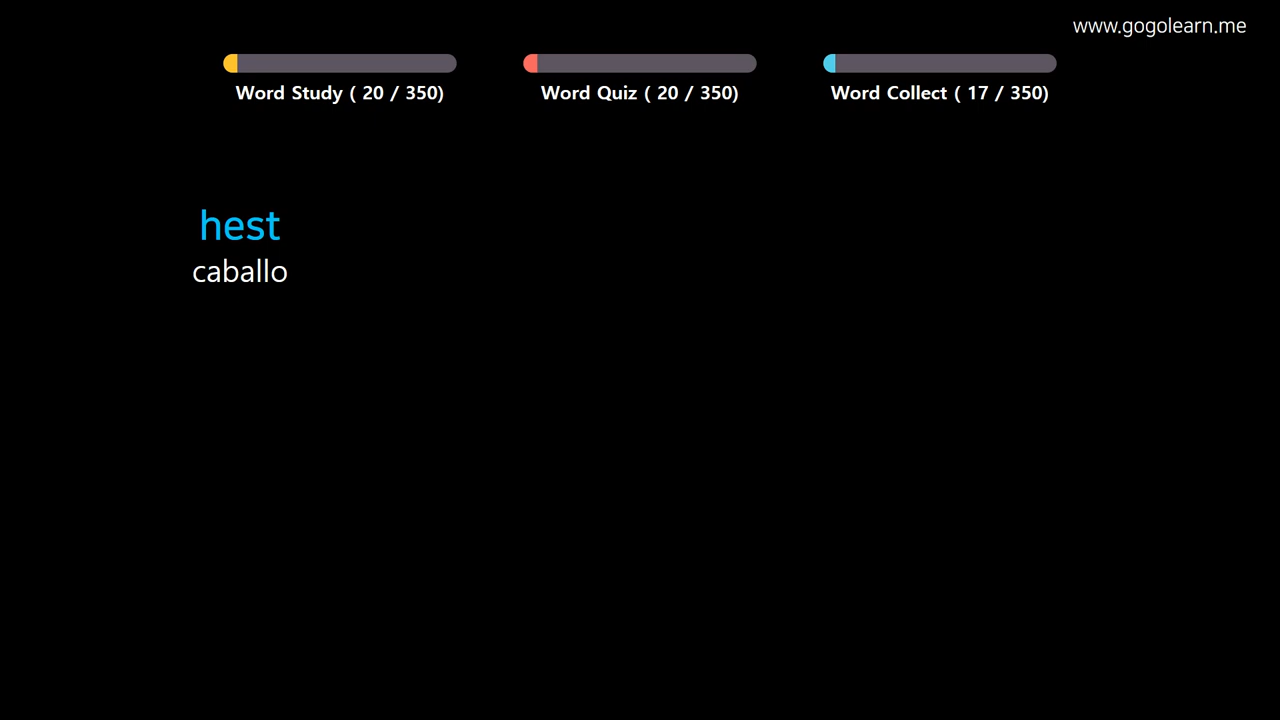 www.gogolearn.me
Word Study ( 20 / 350)
Word Quiz ( 20 / 350)
Word Collect ( 17 / 350)
hest
caballo